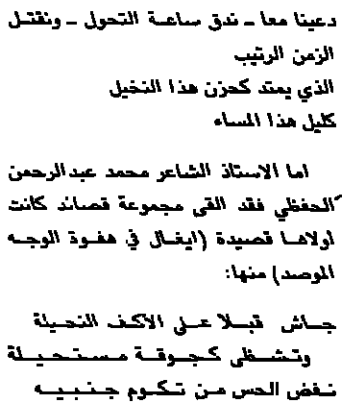 دعينا معا ـ ندق ساعة التحول ـ ونقتل
الزمن الرتيب
الذي يمتد كحزن هذا النخيل
كليل هذا المساء
اما الاستاذ الشاعر محمد عبدالرحمن
الحفظي فقد القى مجموعة قصائد كانت
اولاها قصيدة (ايغال في هفوة الوجه
الموصد) منها:
جاش قبلا على الاكف النحيلة
وتشظى كجوقة مستحيلة
نفض الحس من تكوم جنبيه